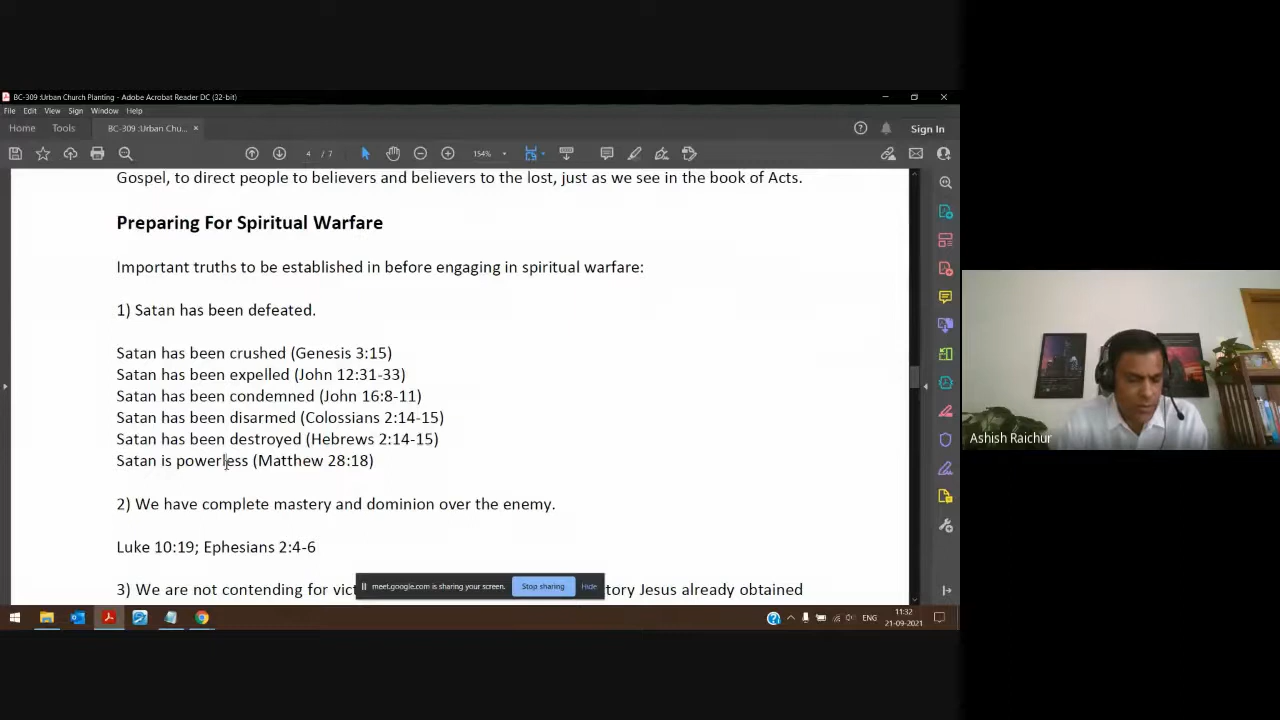 BC-309 :Urban Church Planting - Adobe Acrobat Reader DC (32-bit)
File Edit View Sign Window Help
Home Tools BC-309 :Urban Chu... × Sign In
4 / 7 154%
Gospel, to direct people to believers and believers to the lost, just as we see in the book of Acts.
Preparing For Spiritual Warfare
Important truths to be established in before engaging in spiritual warfare:
1) Satan has been defeated.
Satan has been crushed (Genesis 3:15)
Satan has been expelled (John 12:31-33)
Satan has been condemned (John 16:8-11)
Satan has been disarmed (Colossians 2:14-15)
Satan has been destroyed (Hebrews 2:14-15)
Satan is powerless (Matthew 28:18)
2) We have complete mastery and dominion over the enemy.
Luke 10:19; Ephesians 2:4-6
3) We are not contending for vict tory Jesus already obtained
meet.google.com is sharing your screen. Stop sharing Hide
Ashish Raichur
ENG 11:32
21-09-2021